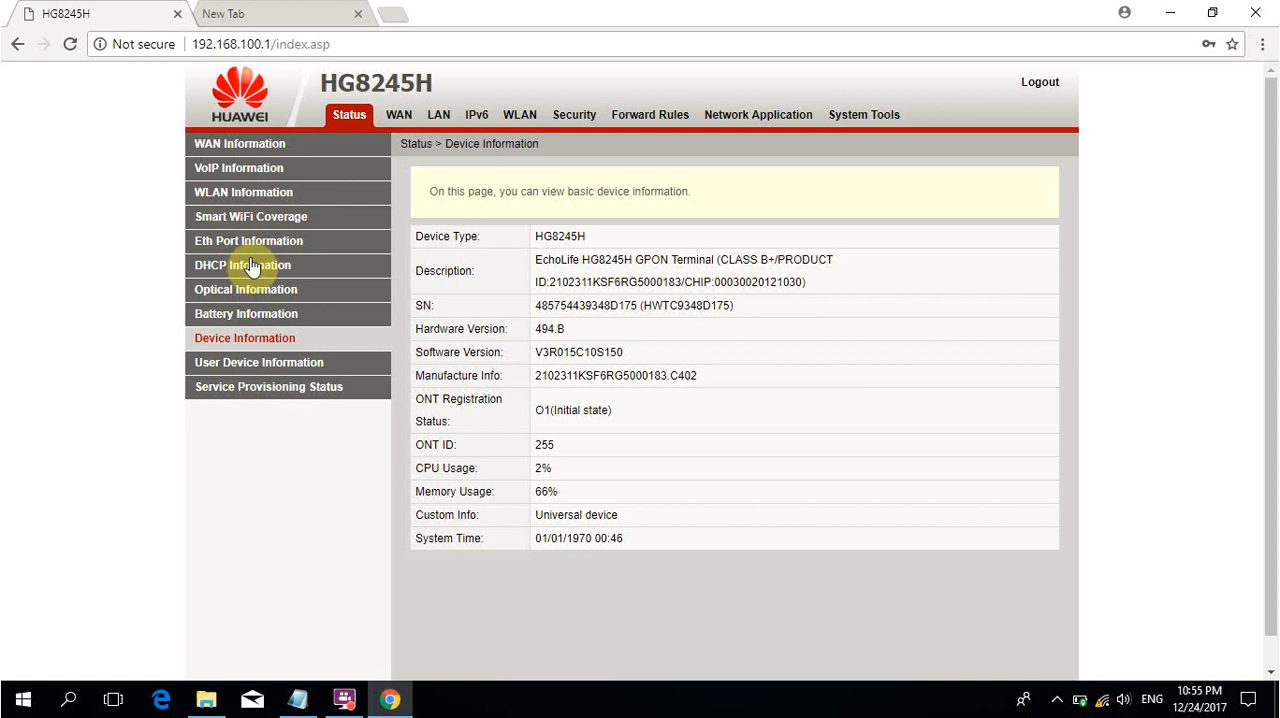 HG8245H
New Tab
Not secure
192.168.100.1/index.asp
HUAWEI
HG8245H
Logout
Status WAN LAN IPv6 WLAN Security Forward Rules Network Application System Tools
WAN Information
VoIP Information
WLAN Information
Smart WiFi Coverage
Eth Port Information
DHCP Information
Optical Information
Battery Information
Device Information
User Device Information
Service Provisioning Status
Status > Device Information
On this page, you can view basic device information.
Device Type: HG8245H
Description: EchoLife HG8245H GPON Terminal (CLASS B+/PRODUCT
ID:2102311KSF6RG5000183/CHIP:00030020121030)
SN: 485754439348D175 (HWTC9348D175)
Hardware Version: 494.B
Software Version: V3R015C10S150
Manufacture Info: 2102311KSF6RG5000183.C402
ONT Registration
Status: O1(Initial state)
ONT ID: 255
CPU Usage: 2%
Memory Usage: 66%
Custom Info: Universal device
System Time: 01/01/1970 00:46
ENG
10:55 PM
12/24/2017